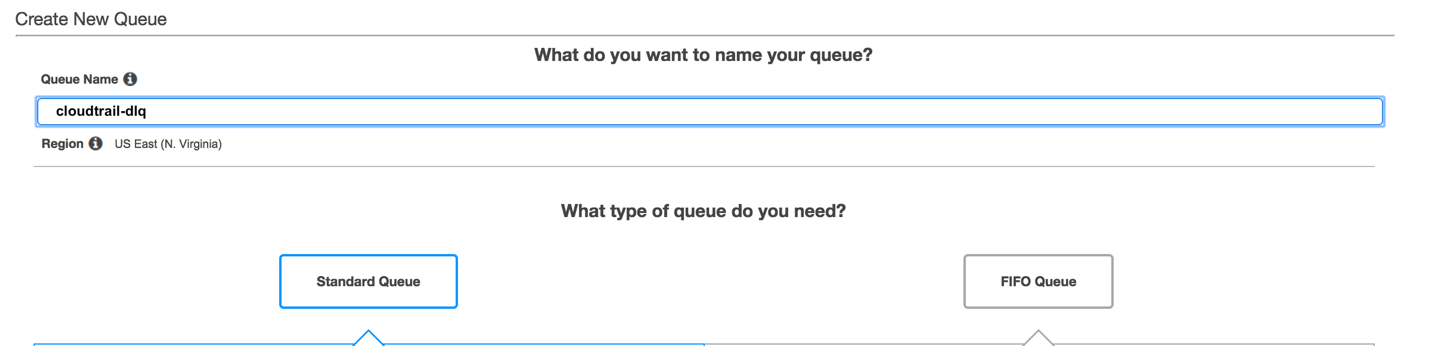 Create New Queue
What do you want to name your queue?
Queue Name
cloudtrail-dlq
Region US East (N. Virginia)
What type of queue do you need?
Standard Queue FIFO Queue